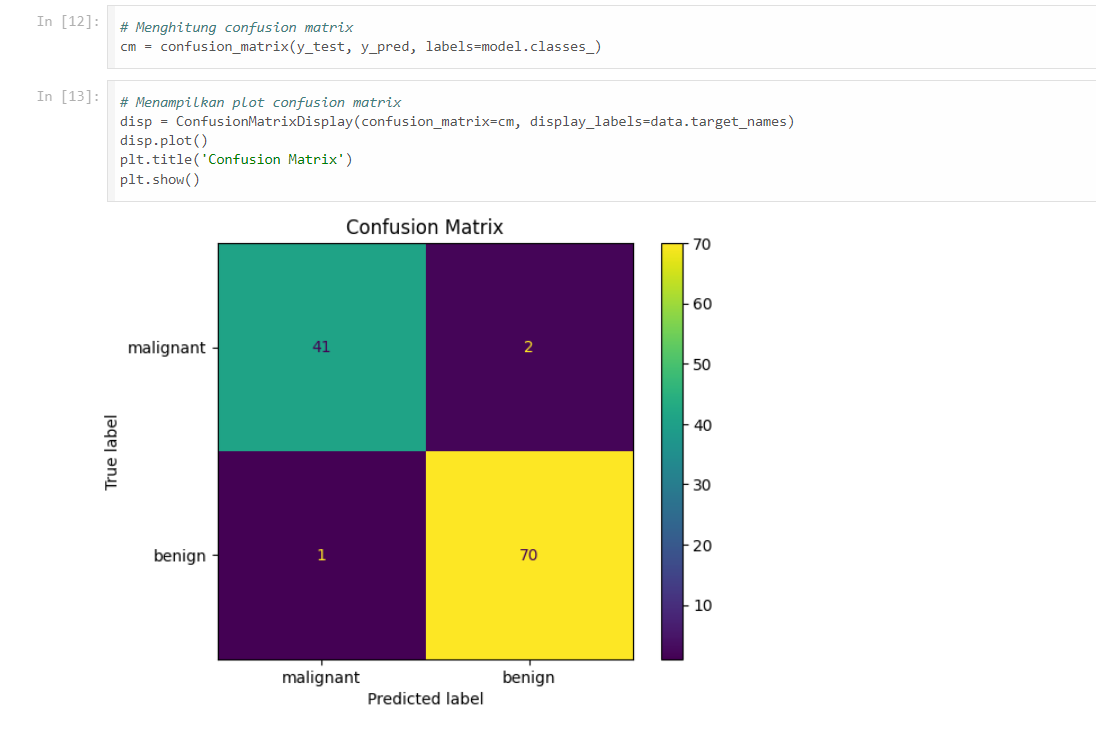 In [12]:
# Menghitung confusion matrix
cm = confusion_matrix(y_test, y_pred, labels=model.classes_)
In [13]:
# Menampilkan plot confusion matrix
disp = ConfusionMatrixDisplay(confusion_matrix=cm, display_labels=data.target_names)
disp.plot()
plt.title('Confusion Matrix')
plt.show()
Confusion Matrix
True label
malignant
benign
41
2
1
70
malignant
benign
Predicted label
70
60
50
40
30
20
10